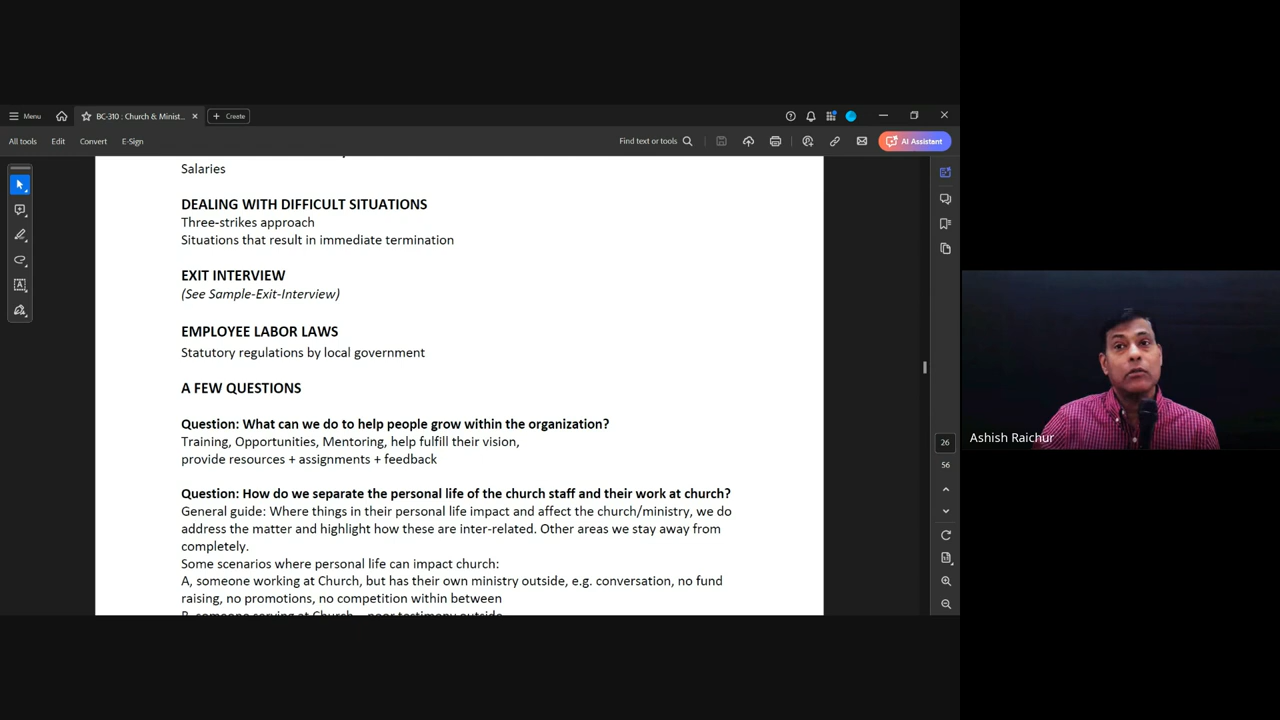 Menu
BC-310 : Church & Minist...
Create
All tools
Edit
Convert
E-Sign
Find text or tools
AI Assistant
Salaries
DEALING WITH DIFFICULT SITUATIONS
Three-strikes approach
Situations that result in immediate termination
EXIT INTERVIEW
(See Sample-Exit-Interview)
EMPLOYEE LABOR LAWS
Statutory regulations by local government
A FEW QUESTIONS
Question: What can we do to help people grow within the organization?
Training, Opportunities, Mentoring, help fulfill their vision,
provide resources + assignments + feedback
Question: How do we separate the personal life of the church staff and their work at church?
General guide: Where things in their personal life impact and affect the church/ministry, we do
address the matter and highlight how these are inter-related. Other areas we stay away from
completely.
Some scenarios where personal life can impact church:
A, someone working at Church, but has their own ministry outside, e.g. conversation, no fund
raising, no promotions, no competition within between
B, someone serving at Church – poor testimony outside
26
56
Ashish Raichur